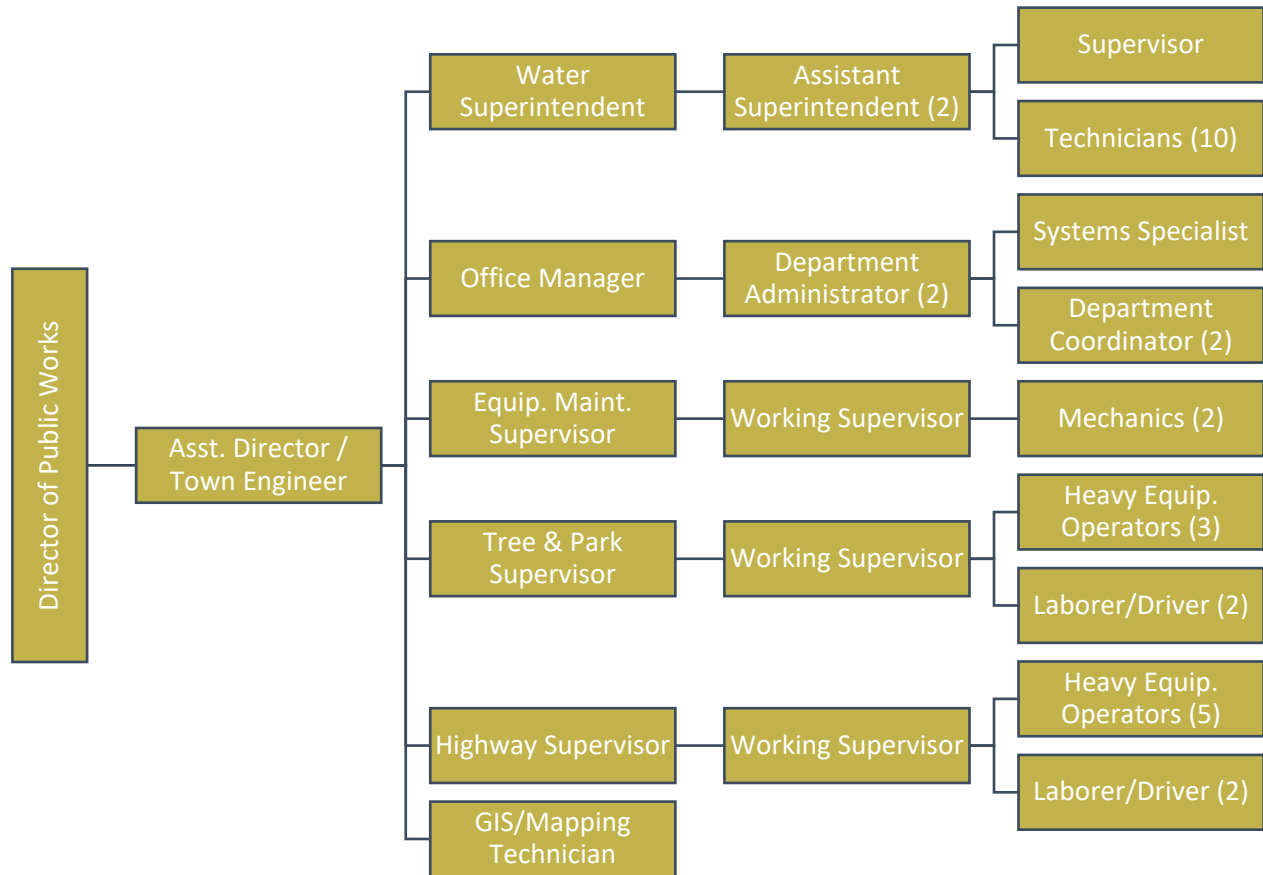 Director of Public Works
Asst. Director /
Town Engineer
Water
Superintendent
Assistant
Superintendent (2)
Supervisor
Technicians (10)
Office Manager
Department
Administrator (2)
Systems Specialist
Department
Coordinator (2)
Equip. Maint.
Supervisor
Working Supervisor
Mechanics (2)
Tree & Park
Supervisor
Working Supervisor
Heavy Equip.
Operators (3)
Laborer/Driver (2)
Highway Supervisor
Working Supervisor
Heavy Equip.
Operators (5)
Laborer/Driver (2)
GIS/Mapping
Technician